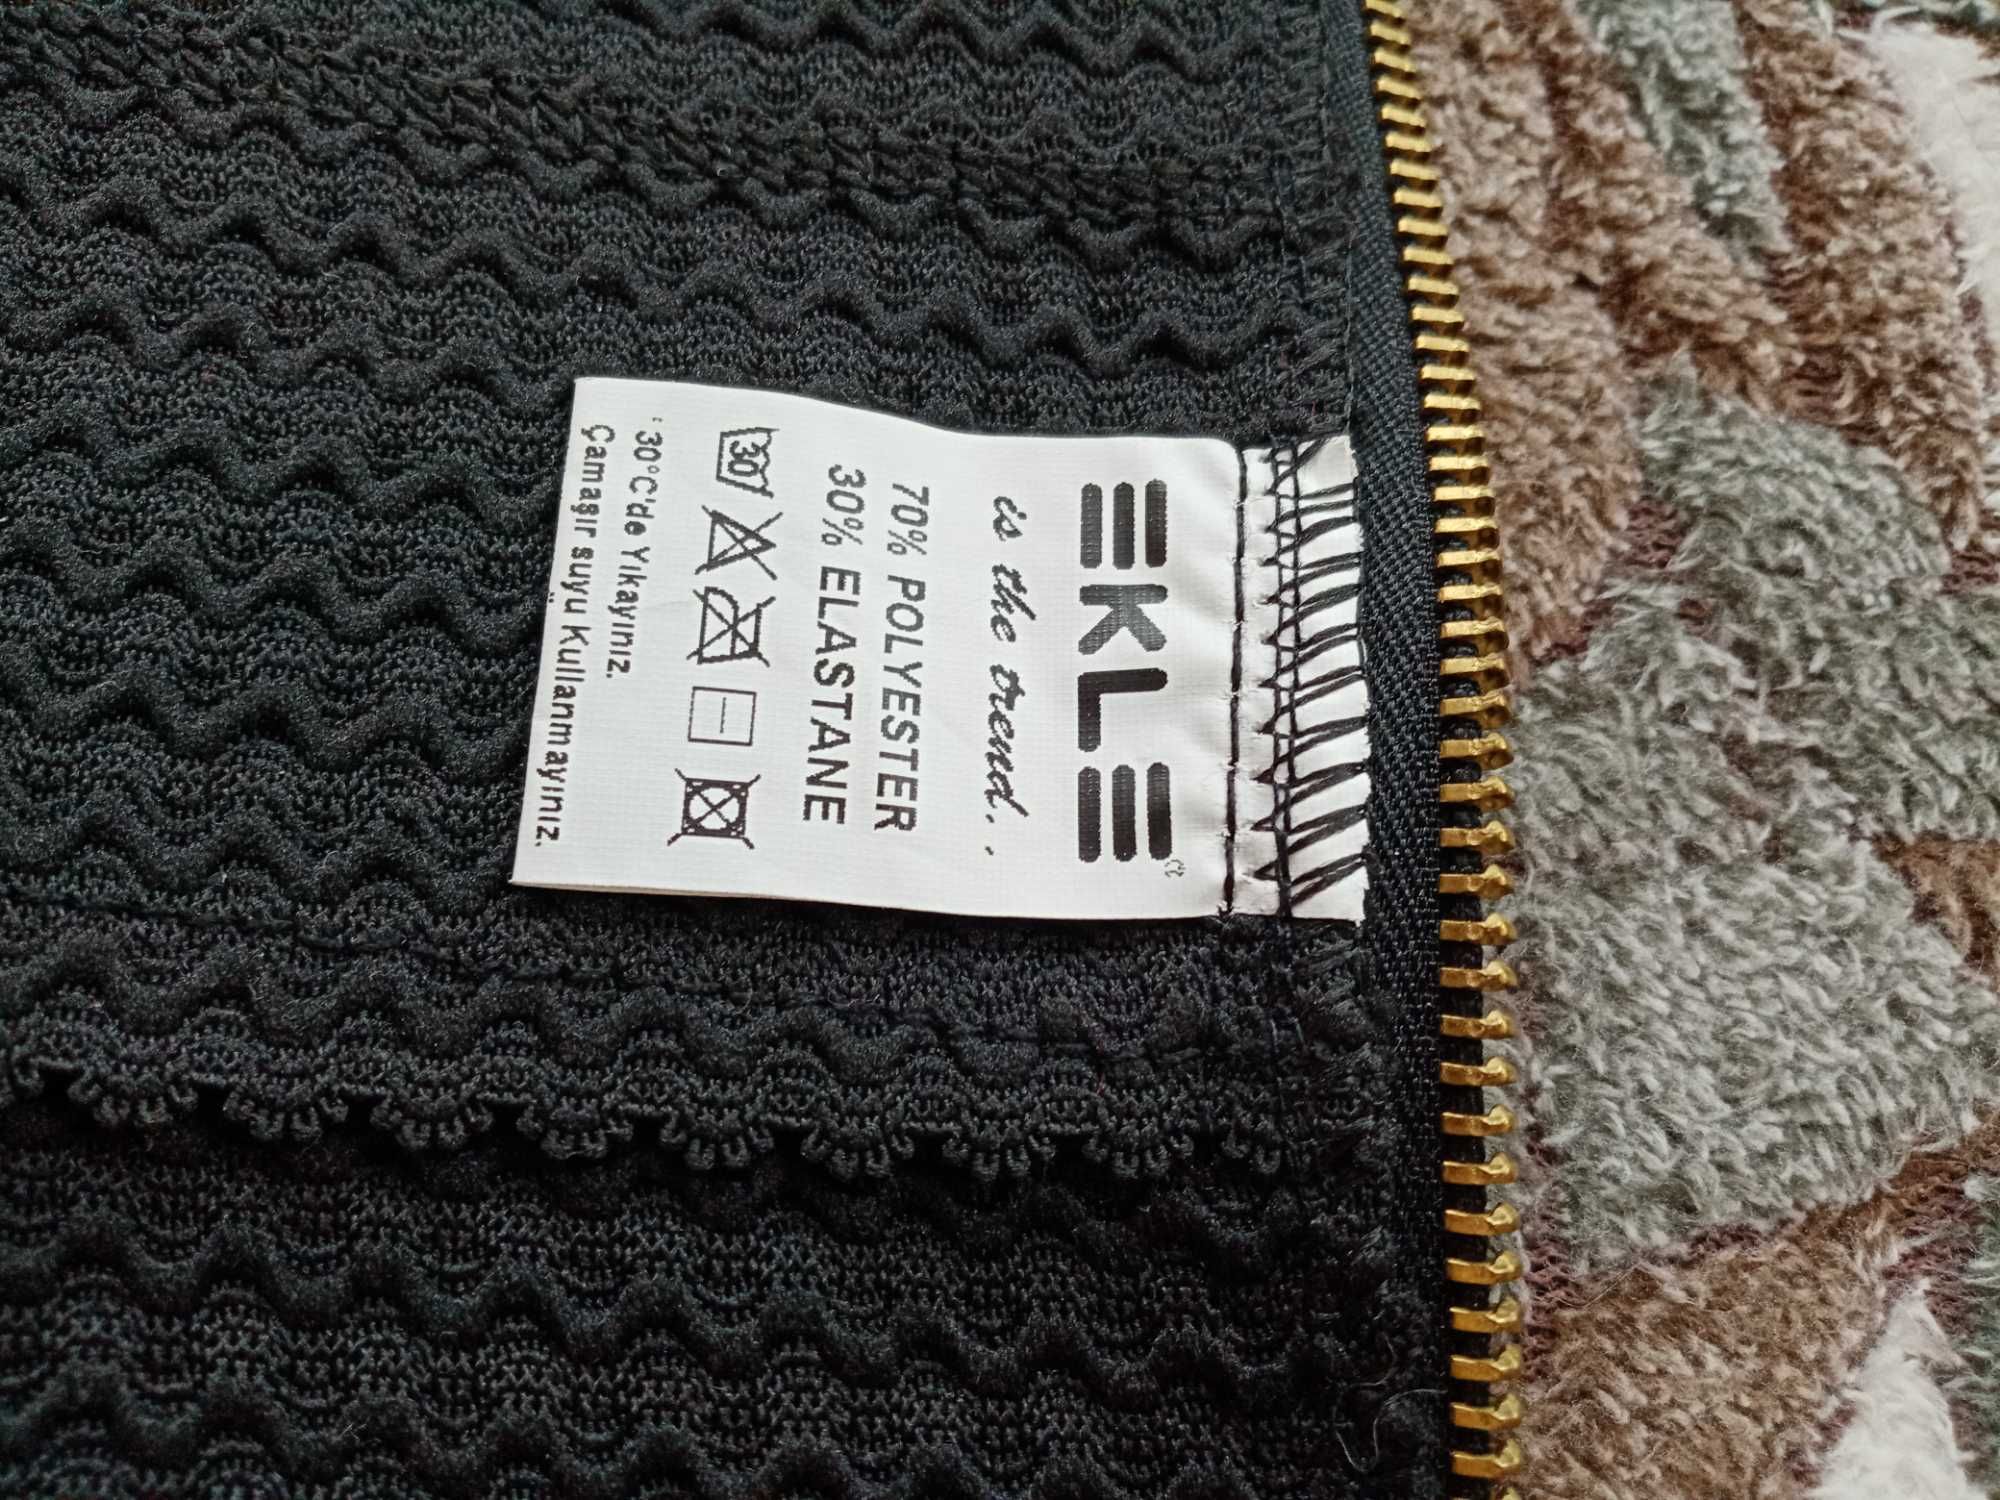 EKLE
is the trend..
70% POLYESTER
30% ELASTANE
30
30°C'de Yıkayınız.
Çamaşır suyu Kullanmayınız.